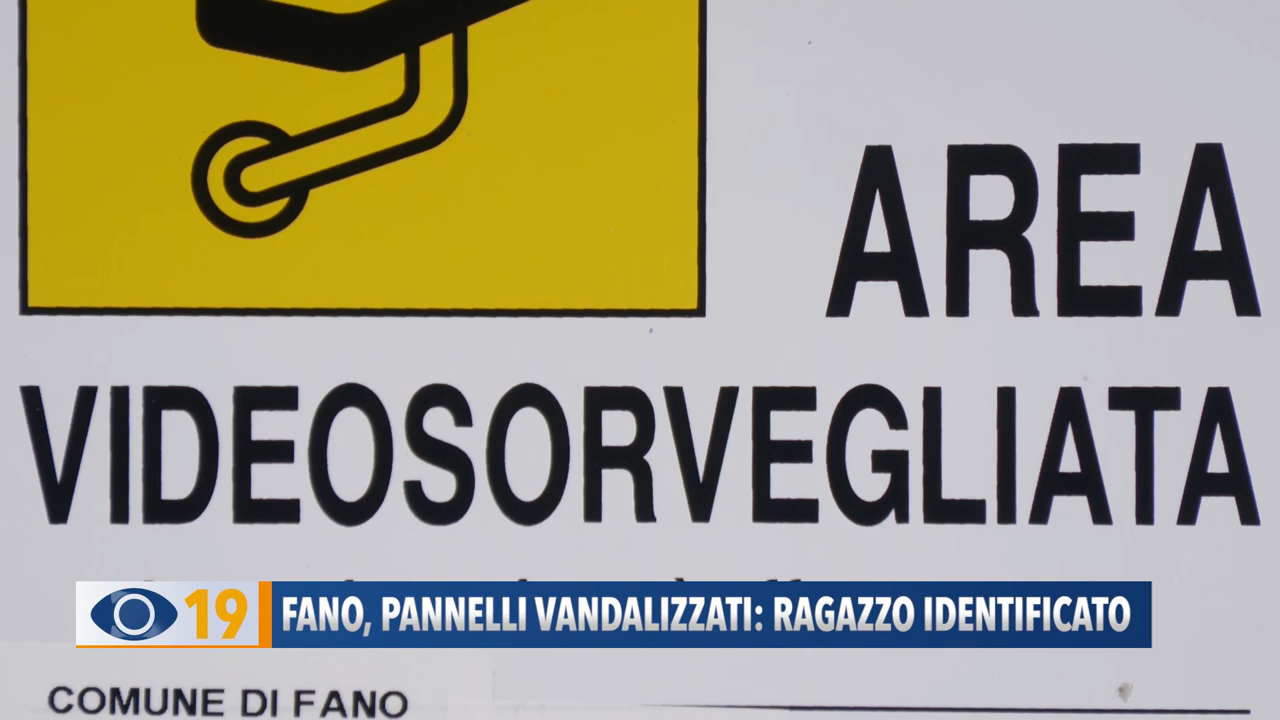 AREA
VIDEOSORVEGLIATA
19 FANO, PANNELLI VANDALIZZATI: RAGAZZO IDENTIFICATO
COMUNE DI FANO